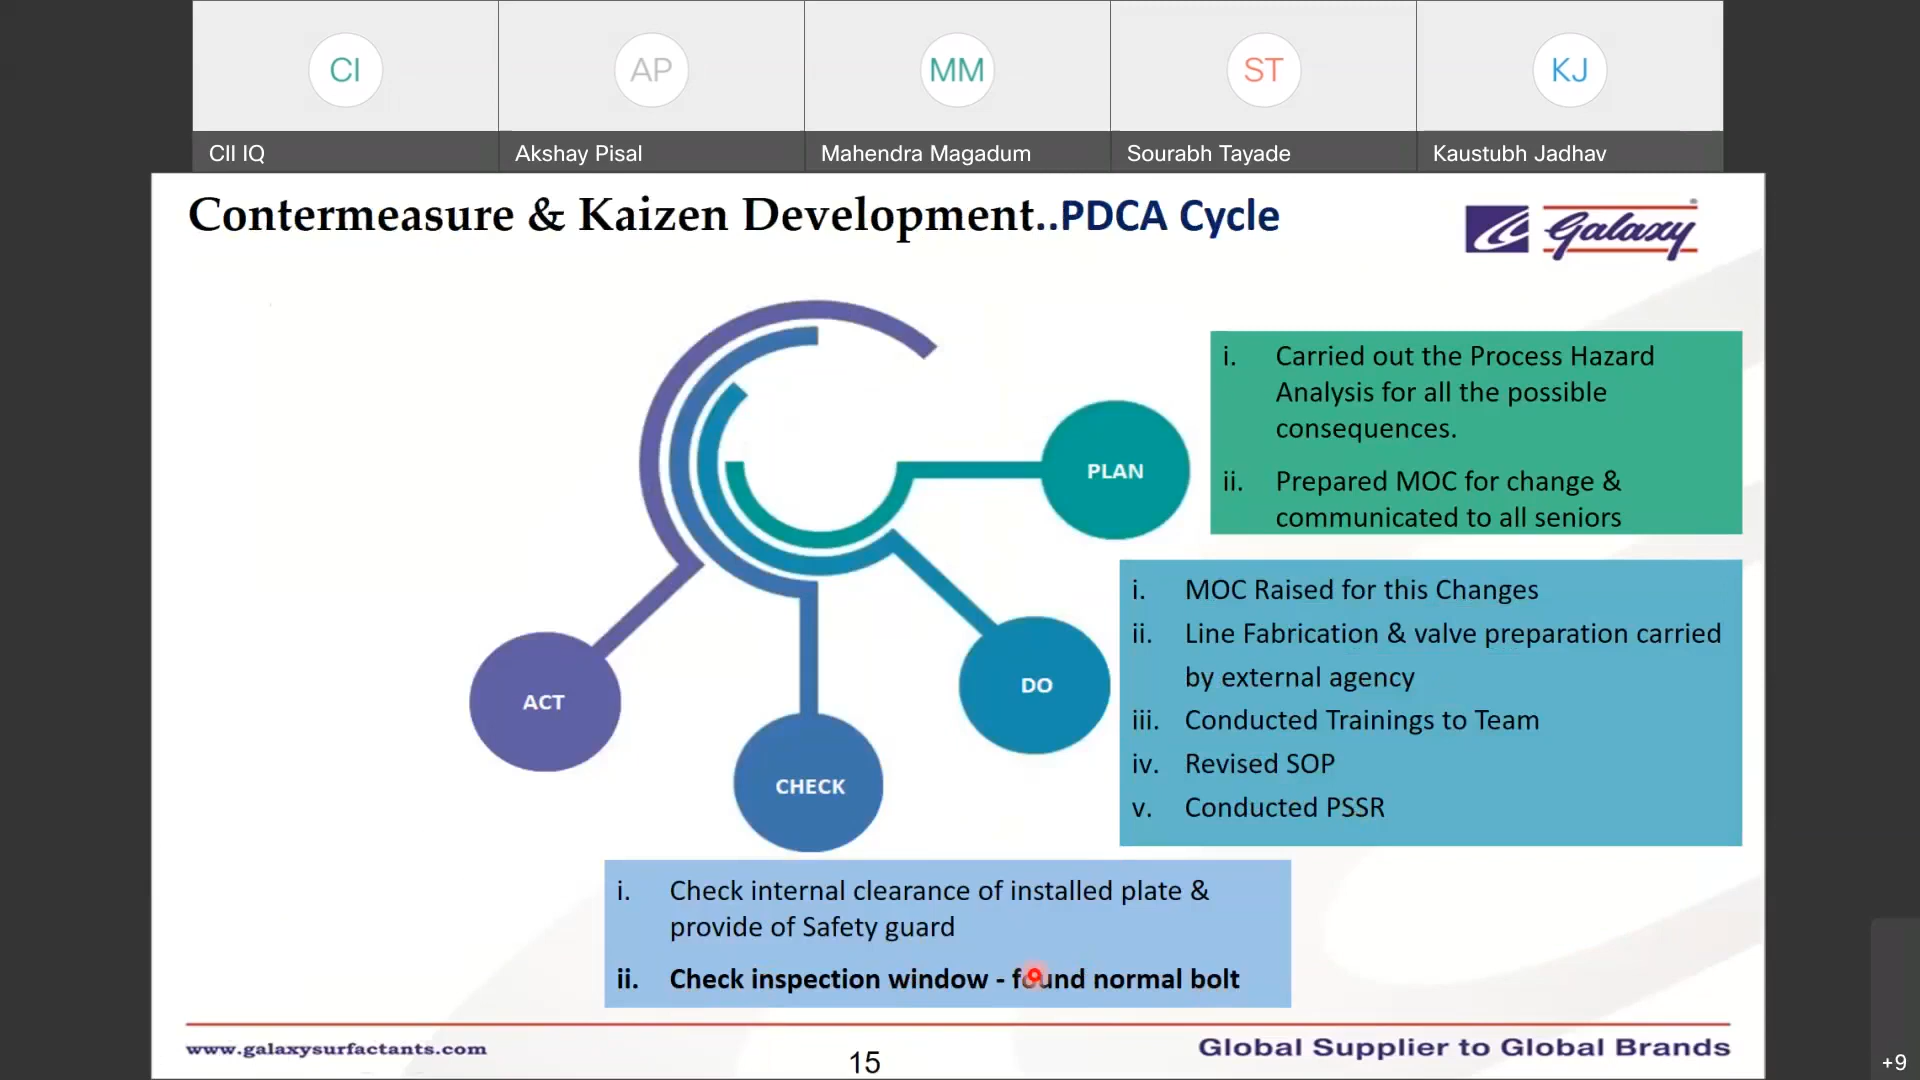 CI
AP
MM
ST
KJ
CII IQ
Akshay Pisal
Mahendra Magadum
Sourabh Tayade
Kaustubh Jadhav
Contermeasure & Kaizen Development..PDCA Cycle
Galaxy
i. Carried out the Process Hazard
Analysis for all the possible
consequences.
ii. Prepared MOC for change &
communicated to all seniors
PLAN
i. MOC Raised for this Changes
ii. Line Fabrication & valve preparation carried
by external agency
iii. Conducted Trainings to Team
iv. Revised SOP
v. Conducted PSSR
DO
ACT
CHECK
i. Check internal clearance of installed plate &
provide of Safety guard
ii. Check inspection window - found normal bolt
www.galaxysurfactants.com
15
Global Supplier to Global Brands
+9